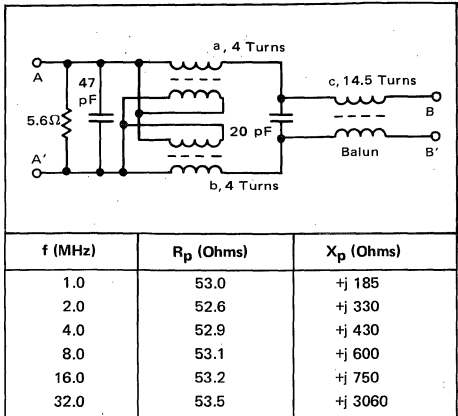 a, 4 Turns
A
47
pF
c, 14.5 Turns
5.6Ω
20 pF
B
A'
Balun
B'
b, 4 Turns
f (MHz) Rp (Ohms) Xp (Ohms)
1.0 53.0 +j 185
2.0 52.6 +j 330
4.0 52.9 +j 430
8.0 53.1 +j 600
16.0 53.2 +j 750
32.0 53.5 +j 3060